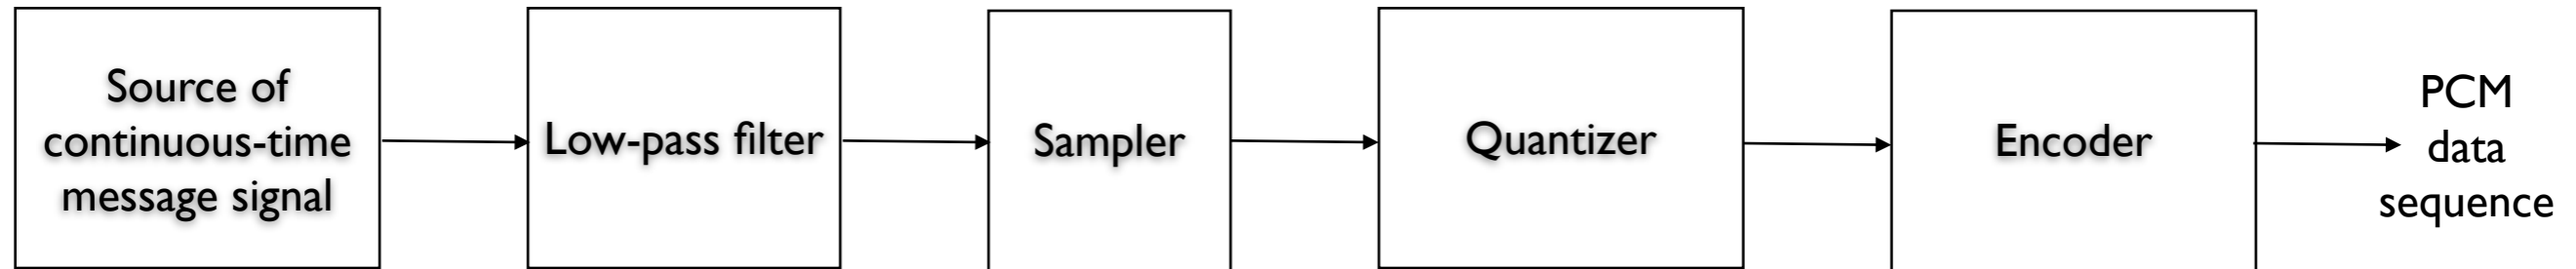 Source of
continuous-time
message signal
Low-pass filter
Sampler
Quantizer
Encoder
PCM
data
sequence